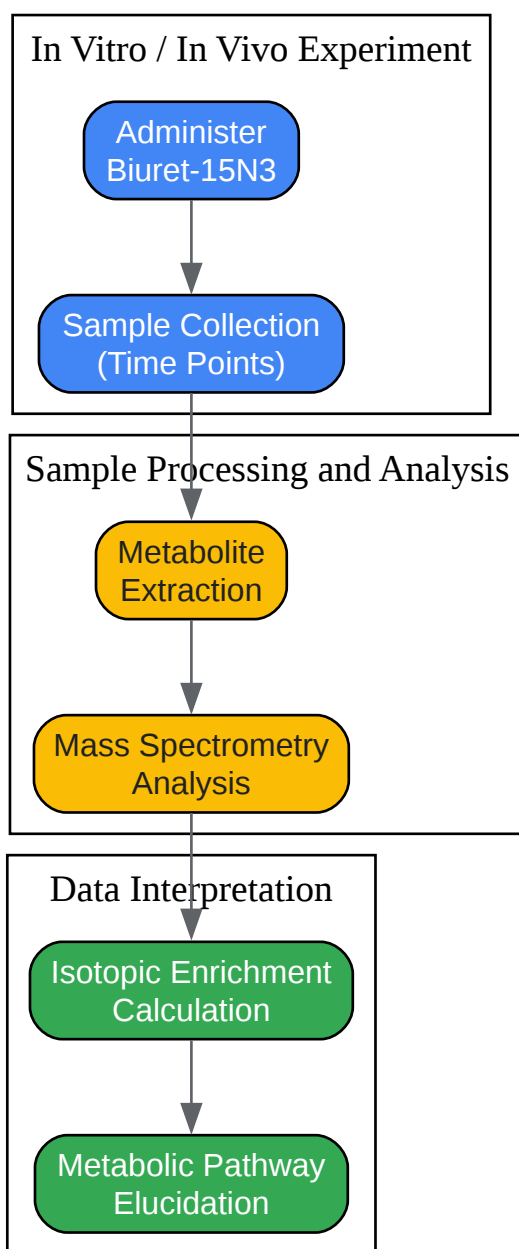 In Vitro / In Vivo Experiment
Administer
Biuret-15N3
Sample Collection
(Time Points)
Sample Processing and Analysis
Metabolite
Extraction
Mass Spectrometry
Analysis
Data Interpretation
Isotopic Enrichment
Calculation
Metabolic Pathway
Elucidation